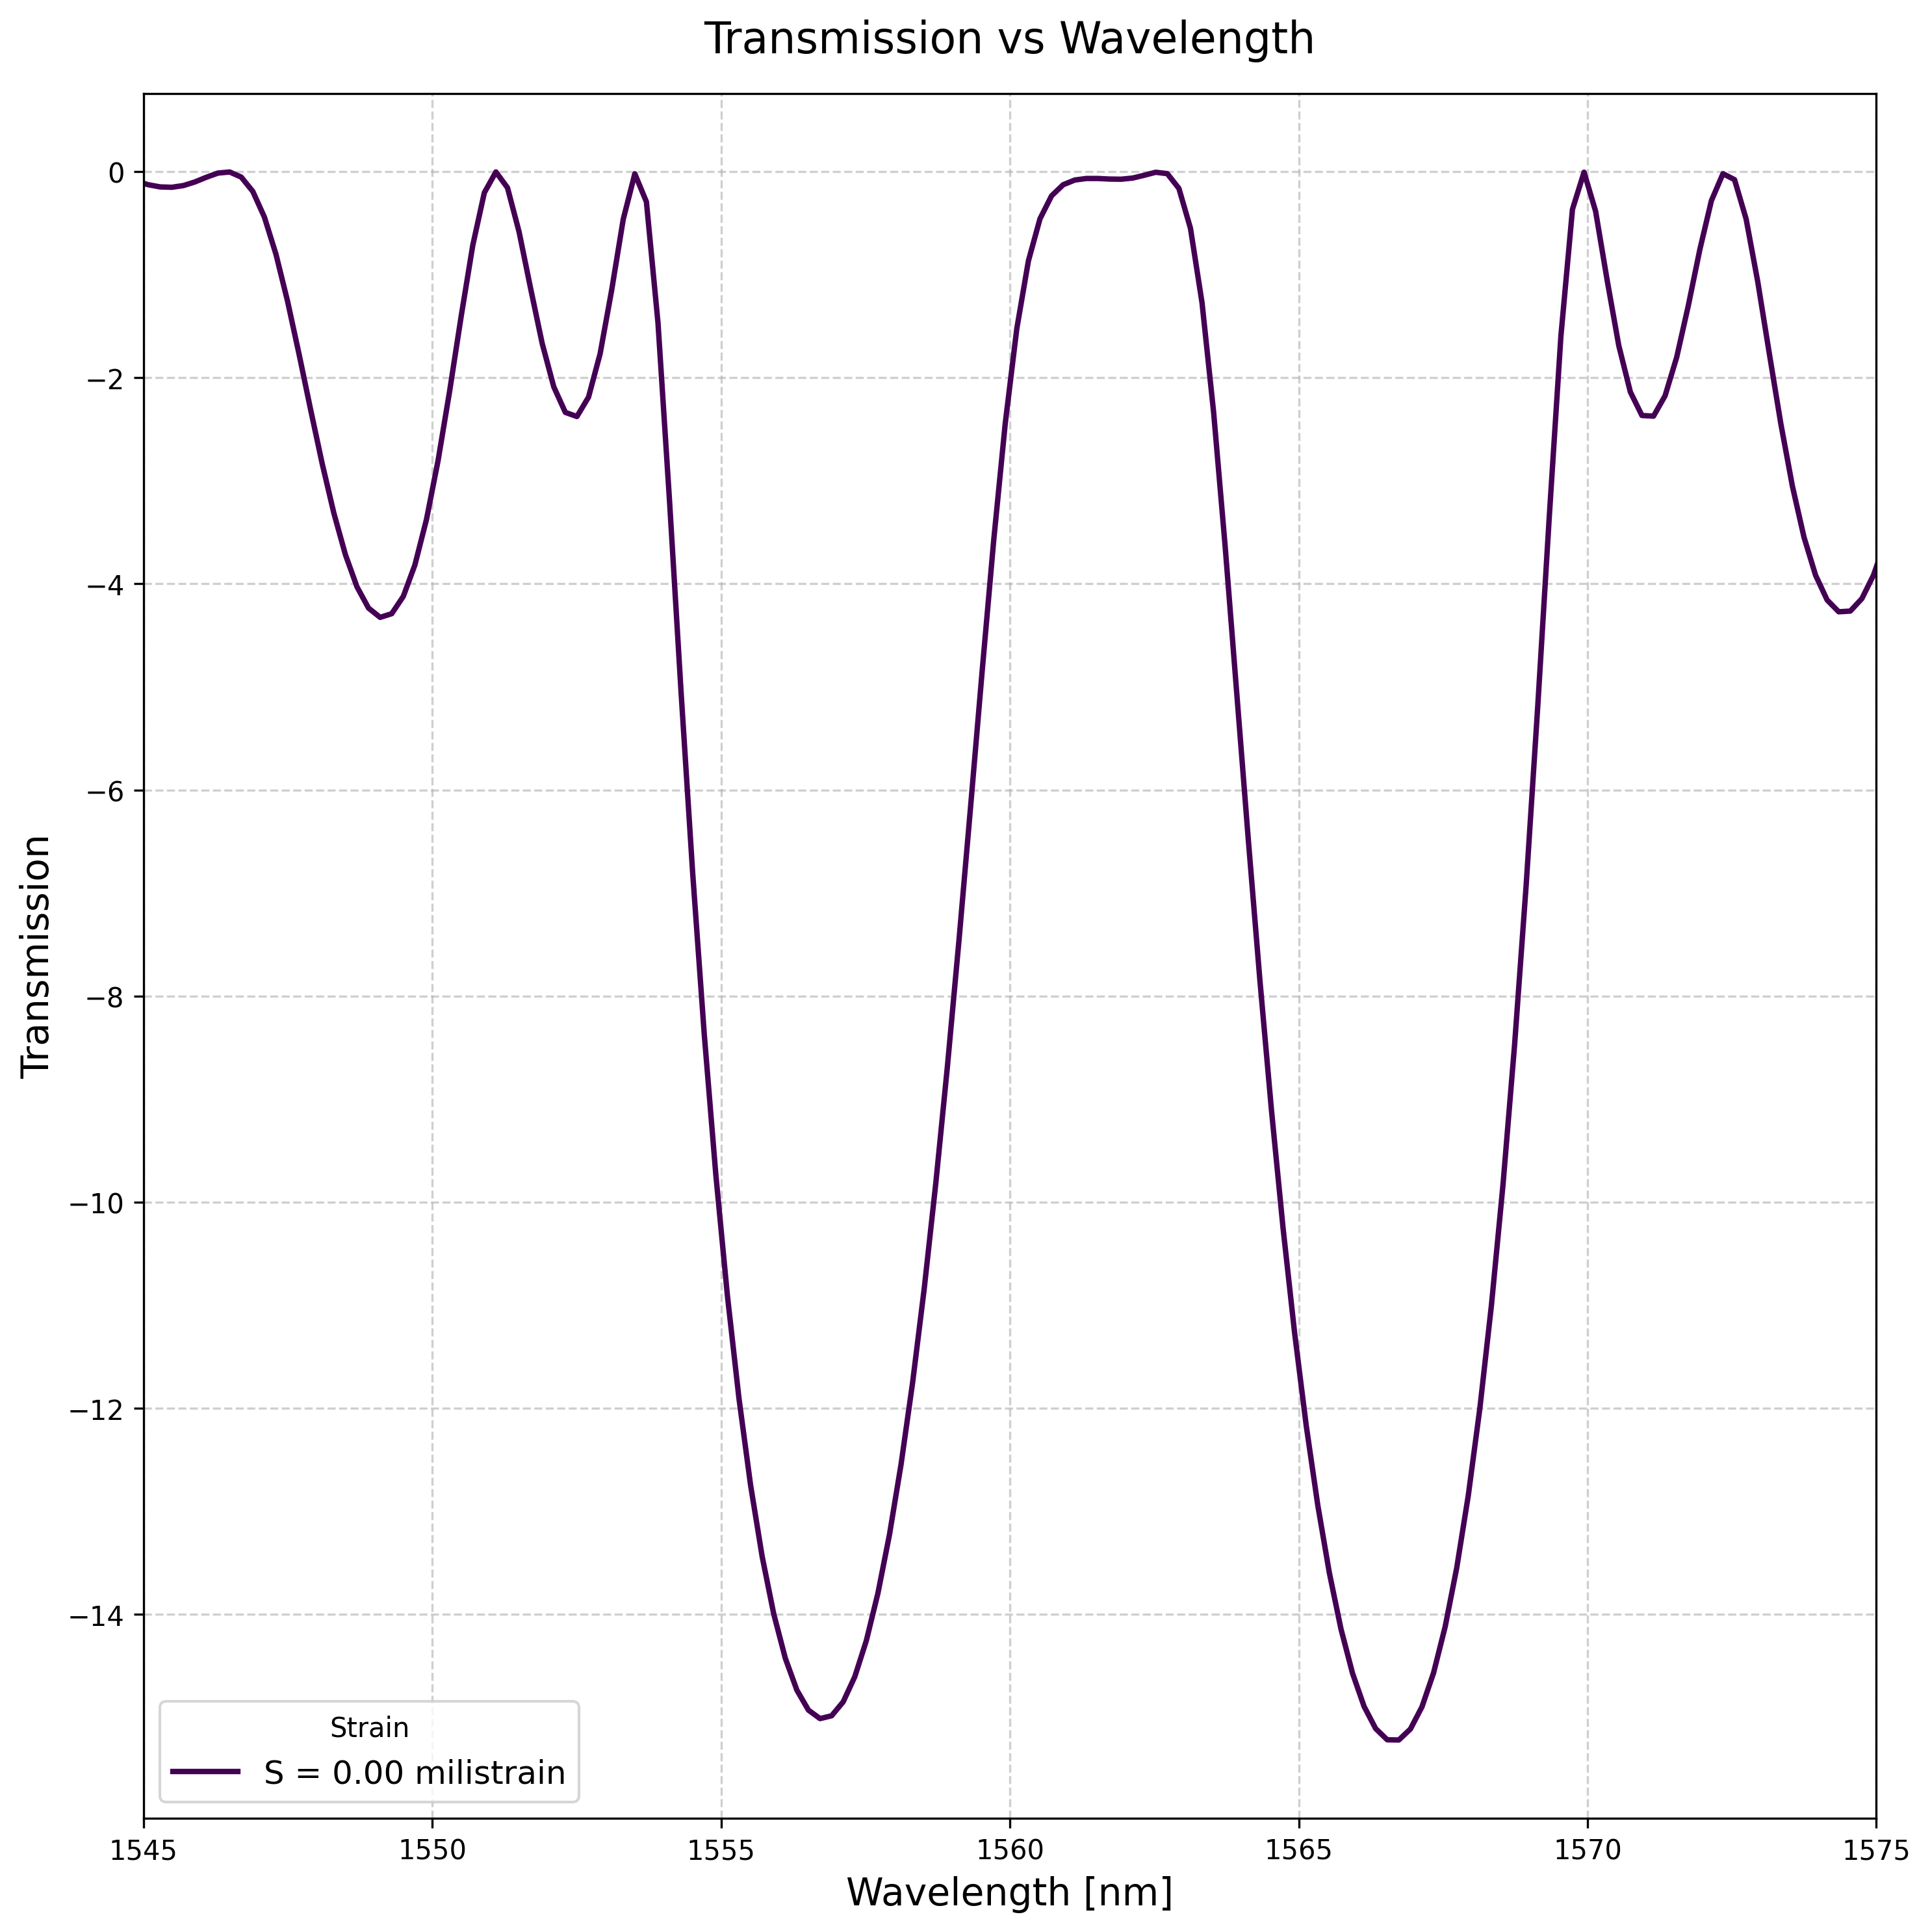 Transmission vs Wavelength
Transmission
0
−2
−4
−6
−8
−10
−12
−14
Strain
S = 0.00 milistrain
1545 1550 1555 1560 1565 1570 1575
Wavelength [nm]